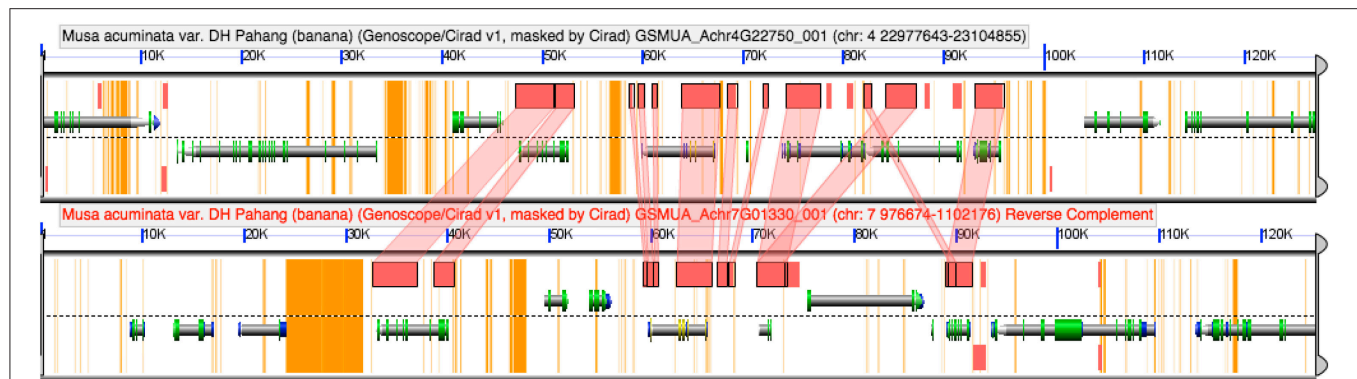 Musa acuminata var. DH Pahang (banana) (Genoscope/Cirad v1, masked by Cirad) GSMUA_Achr4G22750_001 (chr: 4 22977643-23104855)
10K 20K 30K 40K 50K 60K 70K 80K 90K 100K 110K 120K
Musa acuminata var. DH Pahang (banana) (Genoscope/Cirad v1, masked by Cirad) GSMUA_Achr7G01330_001 (chr: 7 976674-1102176) Reverse Complement
10K 20K 30K 40K 50K 60K 70K 80K 90K 100K 110K 120K